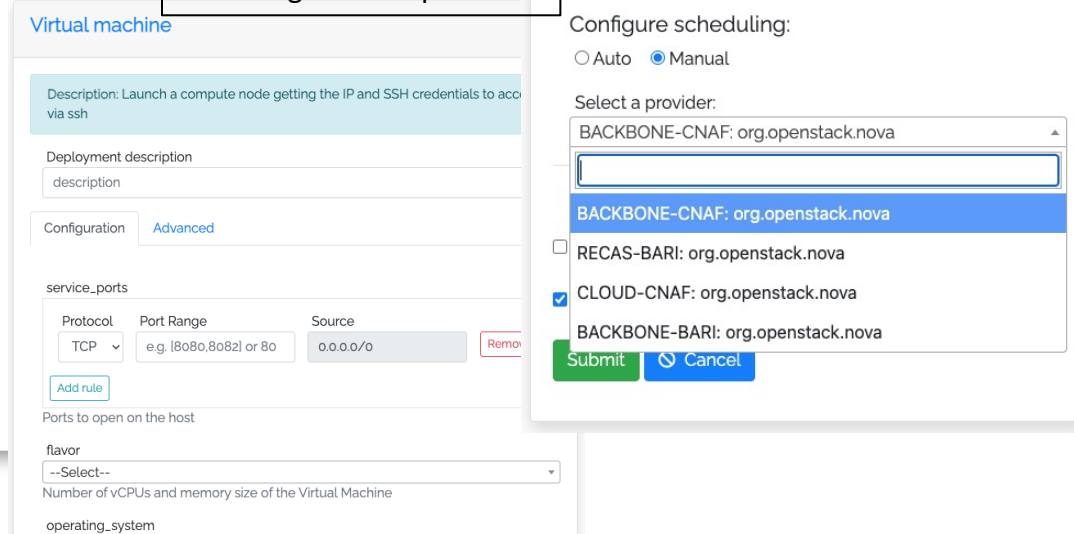 Virtual machine
Description: Launch a compute node getting the IP and SSH credentials to
via ssh
Deployment description
description
Configuration Advanced
service_ports
Protocol Port Range Source
TCP e.g. [8080,8082] or 80 0.0.0.0/0
Add rule
Ports to open on the host
flavor
--Select--
Number of vCPUs and memory size of the Virtual Machine
operating_system
Configure scheduling:
Auto Manual
Select a provider:
BACKBONE-CNAF: org.openstack.nova
BACKBONE-CNAF: org.openstack.nova
RECAS-BARI: org.openstack.nova
CLOUD-CNAF: org.openstack.nova
BACKBONE-BARI: org.openstack.nova
Submit Cancel